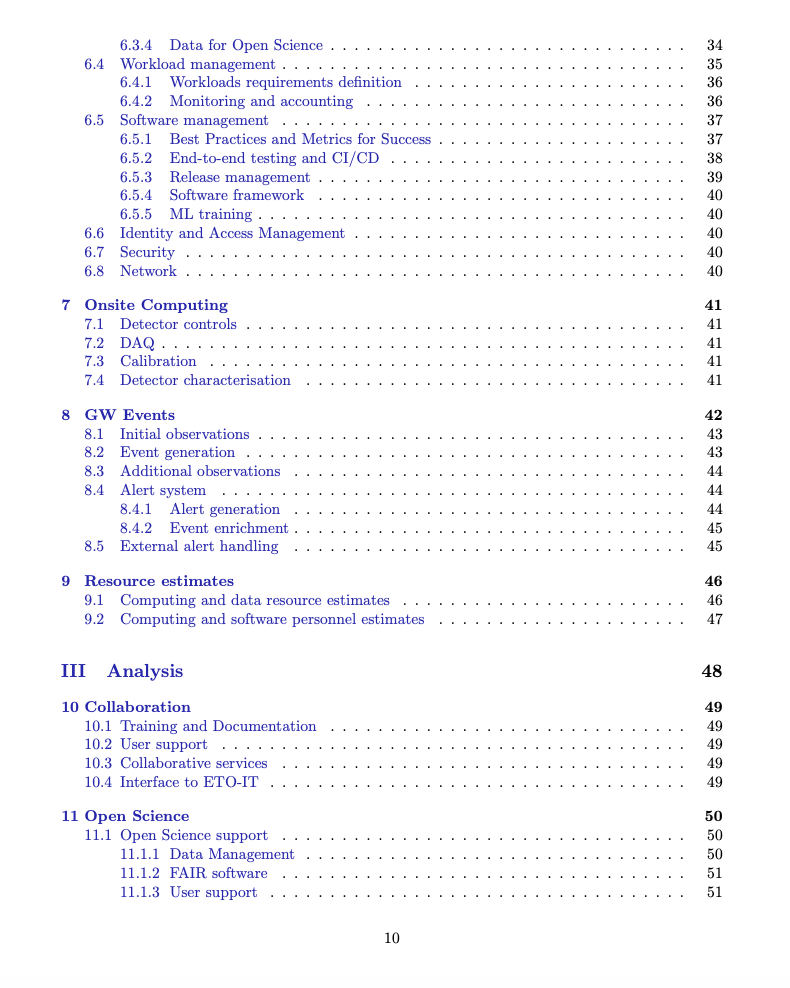 6.3.4 Data for Open Science . . . . . . . . . . . . . . . . . . . . . . . . . . . . . . 34
6.4 Workload management . . . . . . . . . . . . . . . . . . . . . . . . . . . . . . . . . . 35
6.4.1 Workloads requirements definition . . . . . . . . . . . . . . . . . . . . . . . 36
6.4.2 Monitoring and accounting . . . . . . . . . . . . . . . . . . . . . . . . . . . 36
6.5 Software management . . . . . . . . . . . . . . . . . . . . . . . . . . . . . . . . . . 37
6.5.1 Best Practices and Metrics for Success . . . . . . . . . . . . . . . . . . . . . 37
6.5.2 End-to-end testing and CI/CD . . . . . . . . . . . . . . . . . . . . . . . . . 38
6.5.3 Release management . . . . . . . . . . . . . . . . . . . . . . . . . . . . . . . 39
6.5.4 Software framework . . . . . . . . . . . . . . . . . . . . . . . . . . . . . . . 40
6.5.5 ML training . . . . . . . . . . . . . . . . . . . . . . . . . . . . . . . . . . . . 40
6.6 Identity and Access Management . . . . . . . . . . . . . . . . . . . . . . . . . . . . 40
6.7 Security . . . . . . . . . . . . . . . . . . . . . . . . . . . . . . . . . . . . . . . . . . 40
6.8 Network . . . . . . . . . . . . . . . . . . . . . . . . . . . . . . . . . . . . . . . . . . 40
7 Onsite Computing 41
7.1 Detector controls . . . . . . . . . . . . . . . . . . . . . . . . . . . . . . . . . . . . . 41
7.2 DAQ . . . . . . . . . . . . . . . . . . . . . . . . . . . . . . . . . . . . . . . . . . . . 41
7.3 Calibration . . . . . . . . . . . . . . . . . . . . . . . . . . . . . . . . . . . . . . . . 41
7.4 Detector characterisation . . . . . . . . . . . . . . . . . . . . . . . . . . . . . . . . 41
8 GW Events 42
8.1 Initial observations . . . . . . . . . . . . . . . . . . . . . . . . . . . . . . . . . . . . 43
8.2 Event generation . . . . . . . . . . . . . . . . . . . . . . . . . . . . . . . . . . . . . 43
8.3 Additional observations . . . . . . . . . . . . . . . . . . . . . . . . . . . . . . . . . 44
8.4 Alert system . . . . . . . . . . . . . . . . . . . . . . . . . . . . . . . . . . . . . . . 44
8.4.1 Alert generation . . . . . . . . . . . . . . . . . . . . . . . . . . . . . . . . . 44
8.4.2 Event enrichment . . . . . . . . . . . . . . . . . . . . . . . . . . . . . . . . . 45
8.5 External alert handling . . . . . . . . . . . . . . . . . . . . . . . . . . . . . . . . . 45
9 Resource estimates 46
9.1 Computing and data resource estimates . . . . . . . . . . . . . . . . . . . . . . . . 46
9.2 Computing and software personnel estimates . . . . . . . . . . . . . . . . . . . . . 47
III Analysis 48
10 Collaboration 49
10.1 Training and Documentation . . . . . . . . . . . . . . . . . . . . . . . . . . . . . . 49
10.2 User support . . . . . . . . . . . . . . . . . . . . . . . . . . . . . . . . . . . . . . . 49
10.3 Collaborative services . . . . . . . . . . . . . . . . . . . . . . . . . . . . . . . . . . 49
10.4 Interface to ETO-IT . . . . . . . . . . . . . . . . . . . . . . . . . . . . . . . . . . . 49
11 Open Science 50
11.1 Open Science support . . . . . . . . . . . . . . . . . . . . . . . . . . . . . . . . . . 50
11.1.1 Data Management . . . . . . . . . . . . . . . . . . . . . . . . . . . . . . . . 50
11.1.2 FAIR software . . . . . . . . . . . . . . . . . . . . . . . . . . . . . . . . . . 51
11.1.3 User support . . . . . . . . . . . . . . . . . . . . . . . . . . . . . . . . . . . 51
10